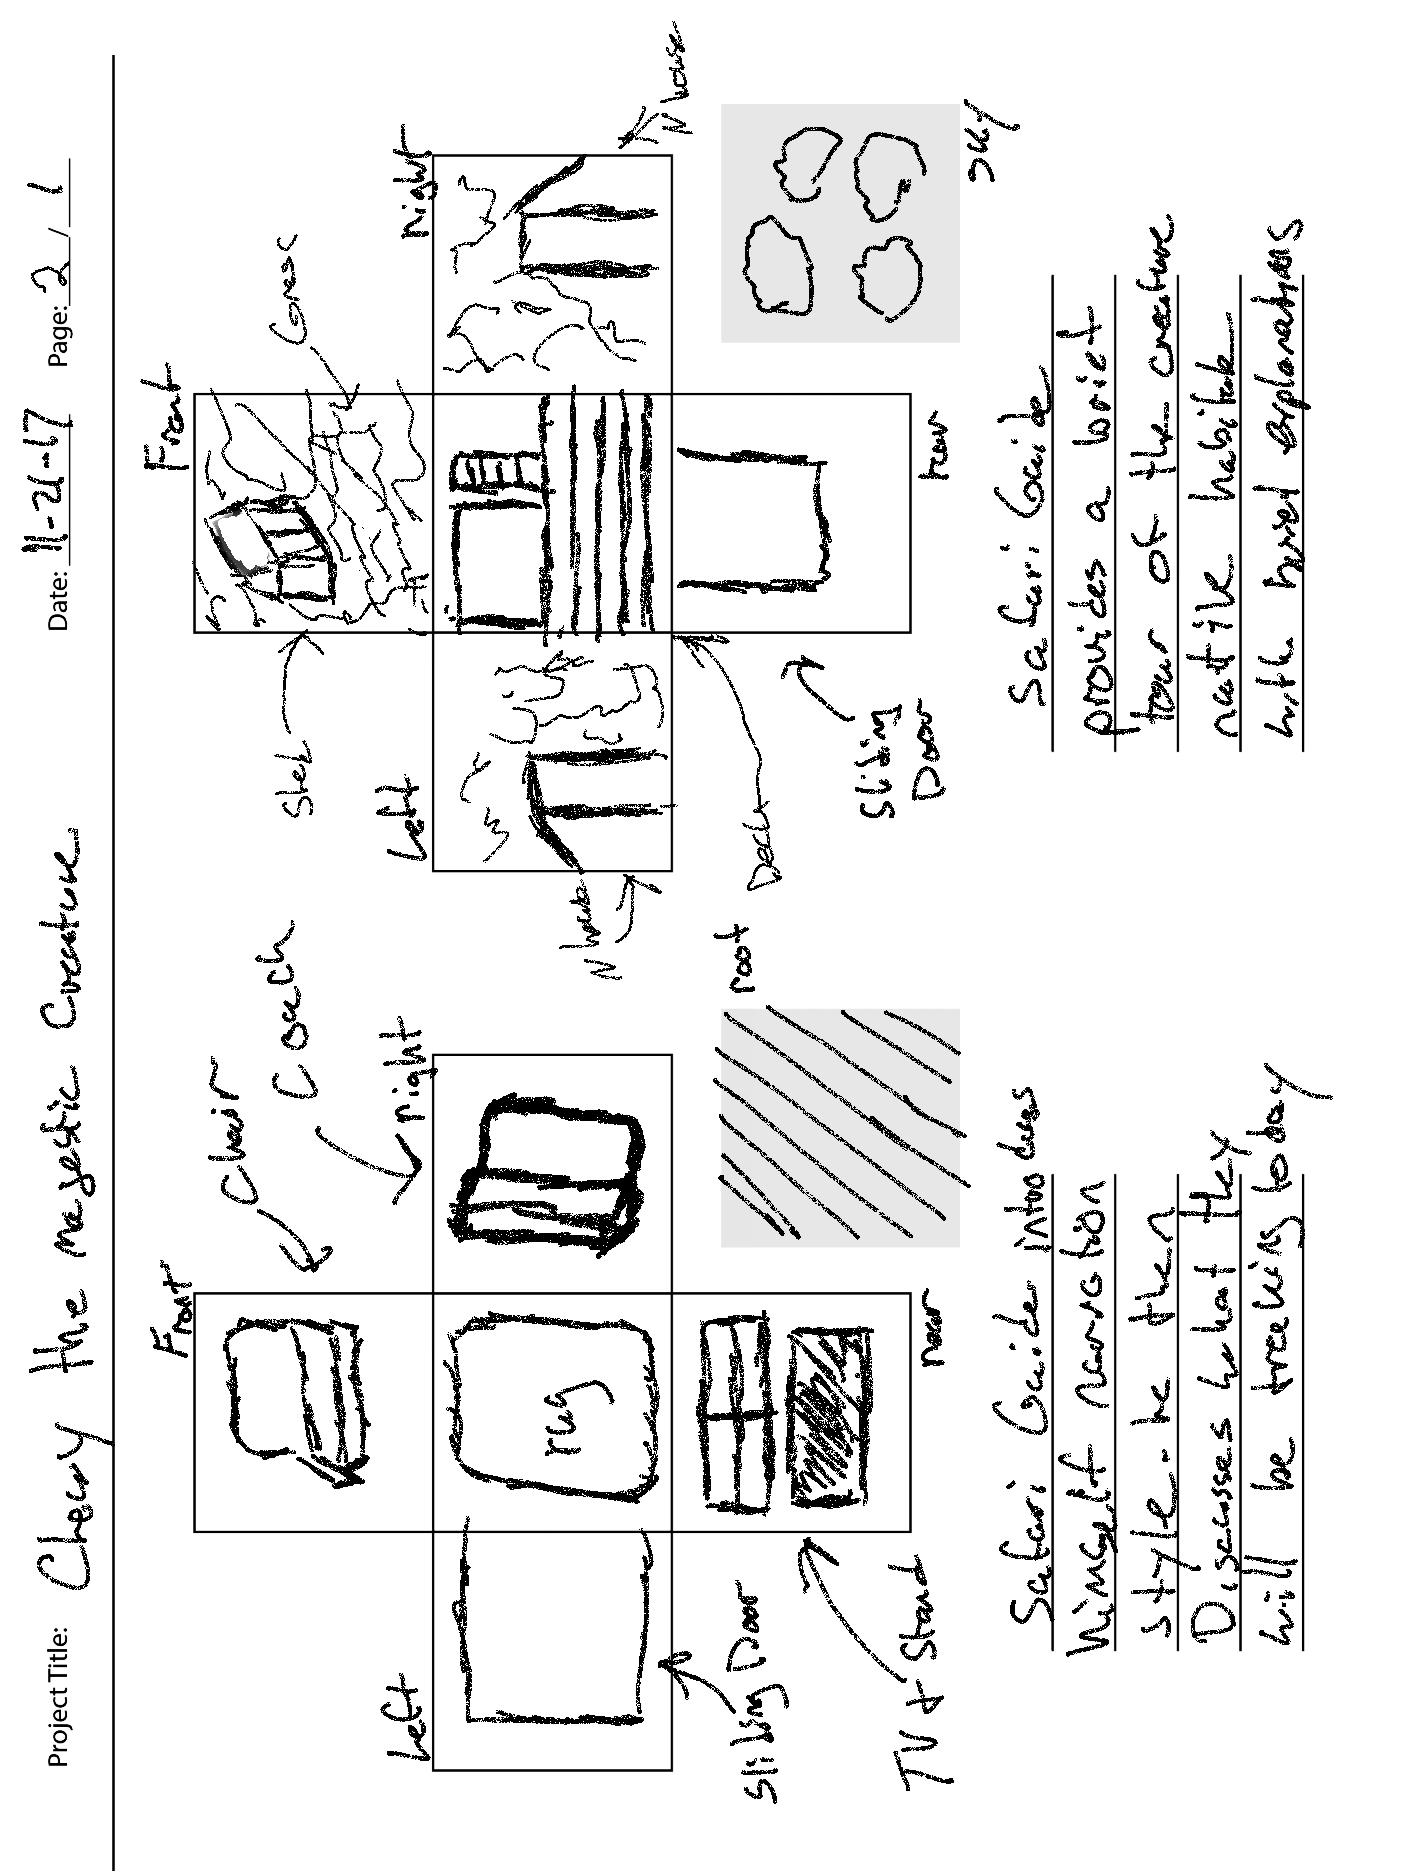 Project Title: Chewy the majestic Creature Date: 11-21-17 Page: 2 / 1
Front
Chair
Couch
Left
right
rug
Sliding Door
TV + Stand
rear
roof
Safari Guide introduces
himself narration
style. he then
Discusses what they
will be tracking today
Front
Shed
Grass
Left
Right
N house
N house
Deck
Sliding
Door
rear
sky
Safari Guide
provides a brief
tour of the creature
native habitat
with brief explanations